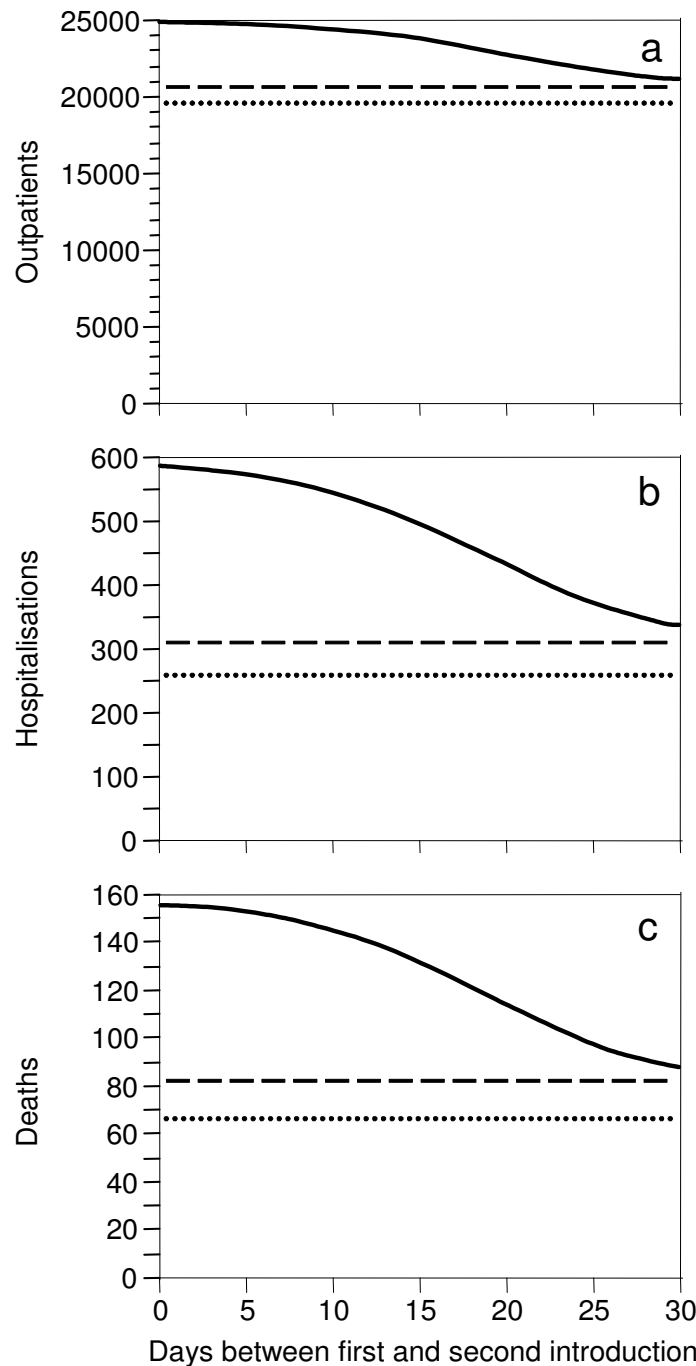 25000
20000
15000
10000
5000
0
Outpatients
a
600
500
400
300
200
100
0
Hospitalisations
b
160
140
120
100
80
60
40
20
0
Deaths
c
0 5 10 15 20 25 30
Days between first and second introduction